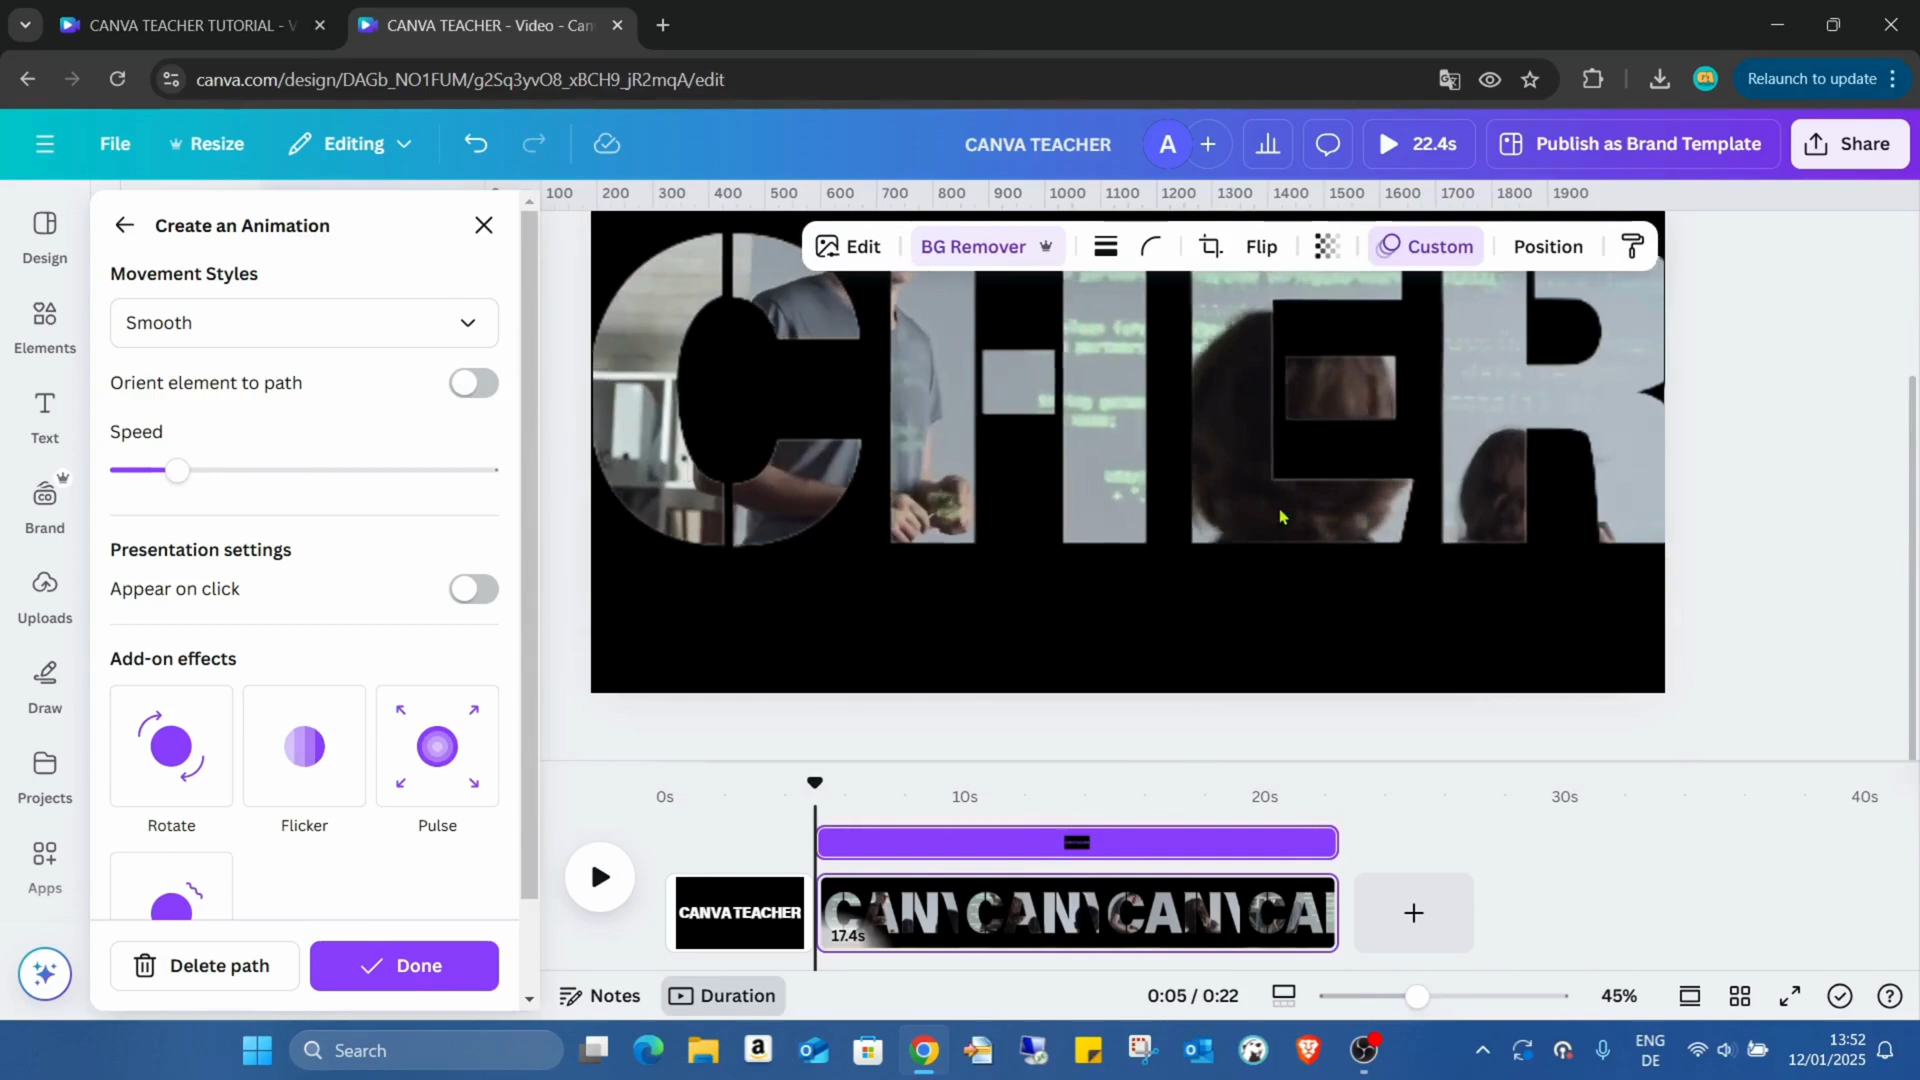 CANVA TEACHER TUTORIAL - V
CANVA TEACHER - Video - Can
canva.com/design/DAGb_NO1FUM/g2Sq3yvO8_xBCH9_jR2mqA/edit
Relaunch to update
File
Resize
Editing
CANVA TEACHER
A
22.4s
Publish as Brand Template
Share
100 200 300 400 500 600 700 800 900 1000 1100 1200 1300 1400 1500 1600 1700 1800 1900
Design
Elements
Text
Brand
Uploads
Draw
Projects
Apps
Create an Animation
Movement Styles
Smooth
Orient element to path
Speed
Presentation settings
Appear on click
Add-on effects
Rotate
Flicker
Pulse
Delete path
Done
Edit
BG Remover
Flip
Custom
Position
CHER
0s
10s
20s
30s
40s
CANVA TEACHER
CANV CANV CANV CAI
17.4s
Notes
Duration
0:05 / 0:22
45%
Search
ENG
DE
13:52
12/01/2025